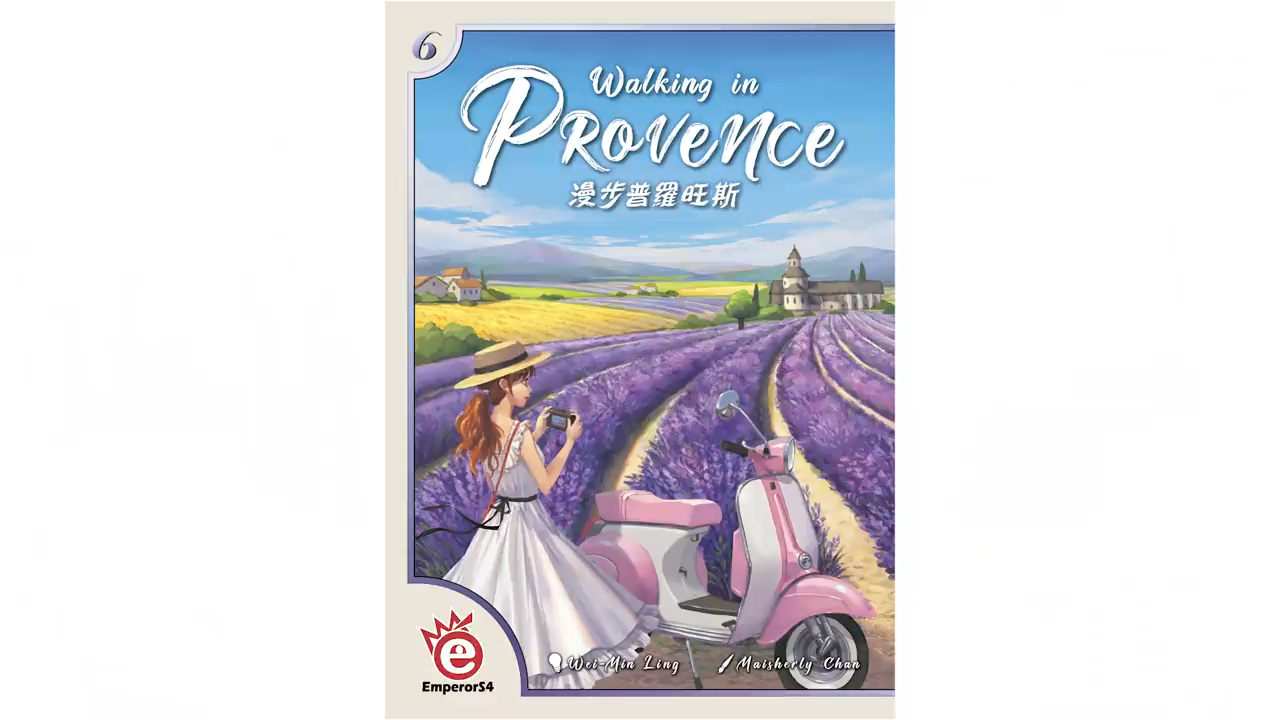 6
Walking in
PROVENCE
漫步普羅旺斯
e
EmperorS4
Wei-Min Ling
Maisherly Chan